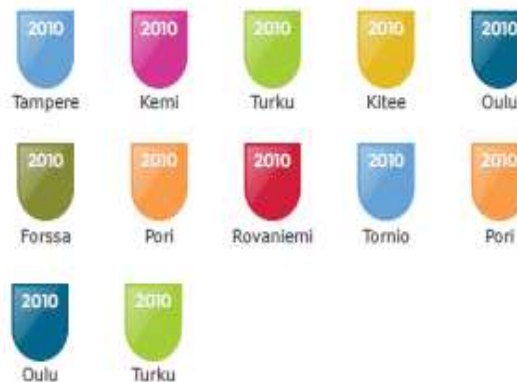 2010 2010 2010 2010 2010
Tampere Kemi Turku Kitee Oulu
2010 2010 2010 2010 2010
Forssa Pori Rovaniemi Tornio Pori
2010 2010
Oulu Turku